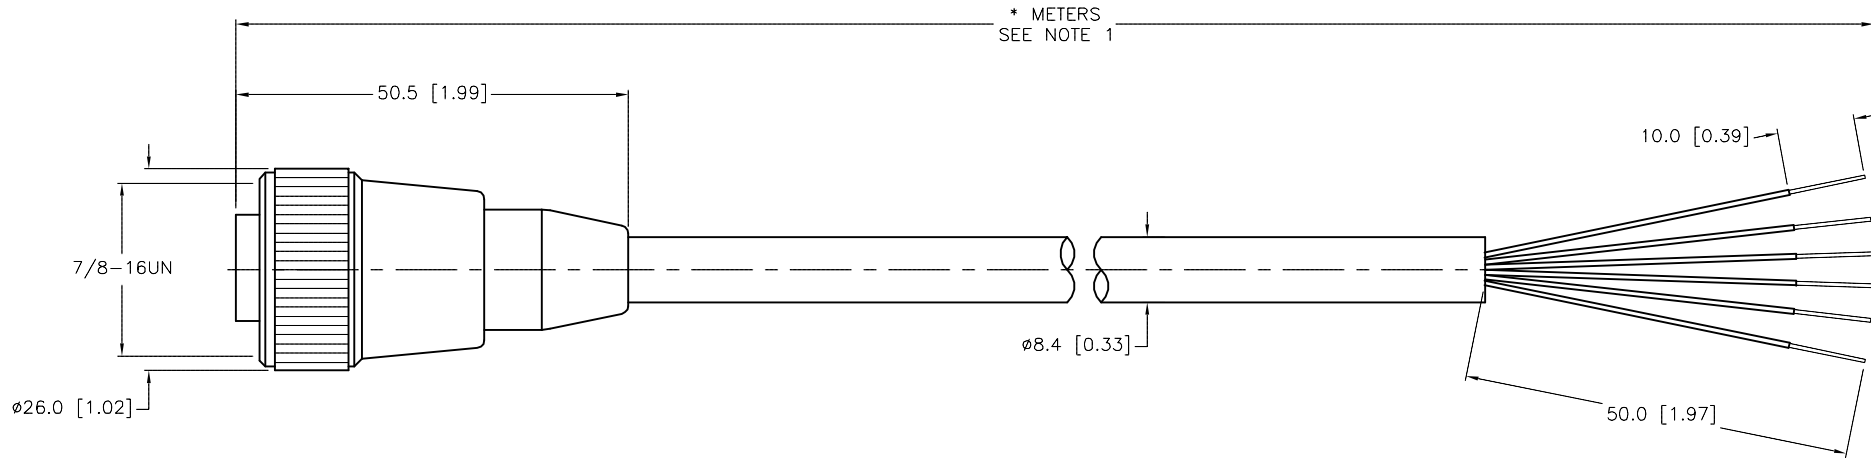 * METERS
SEE NOTE 1
50.5 [1.99]
10.0 [0.39]
7/8-16UN
ø8.4 [0.33]
ø26.0 [1.02]
50.0 [1.97]